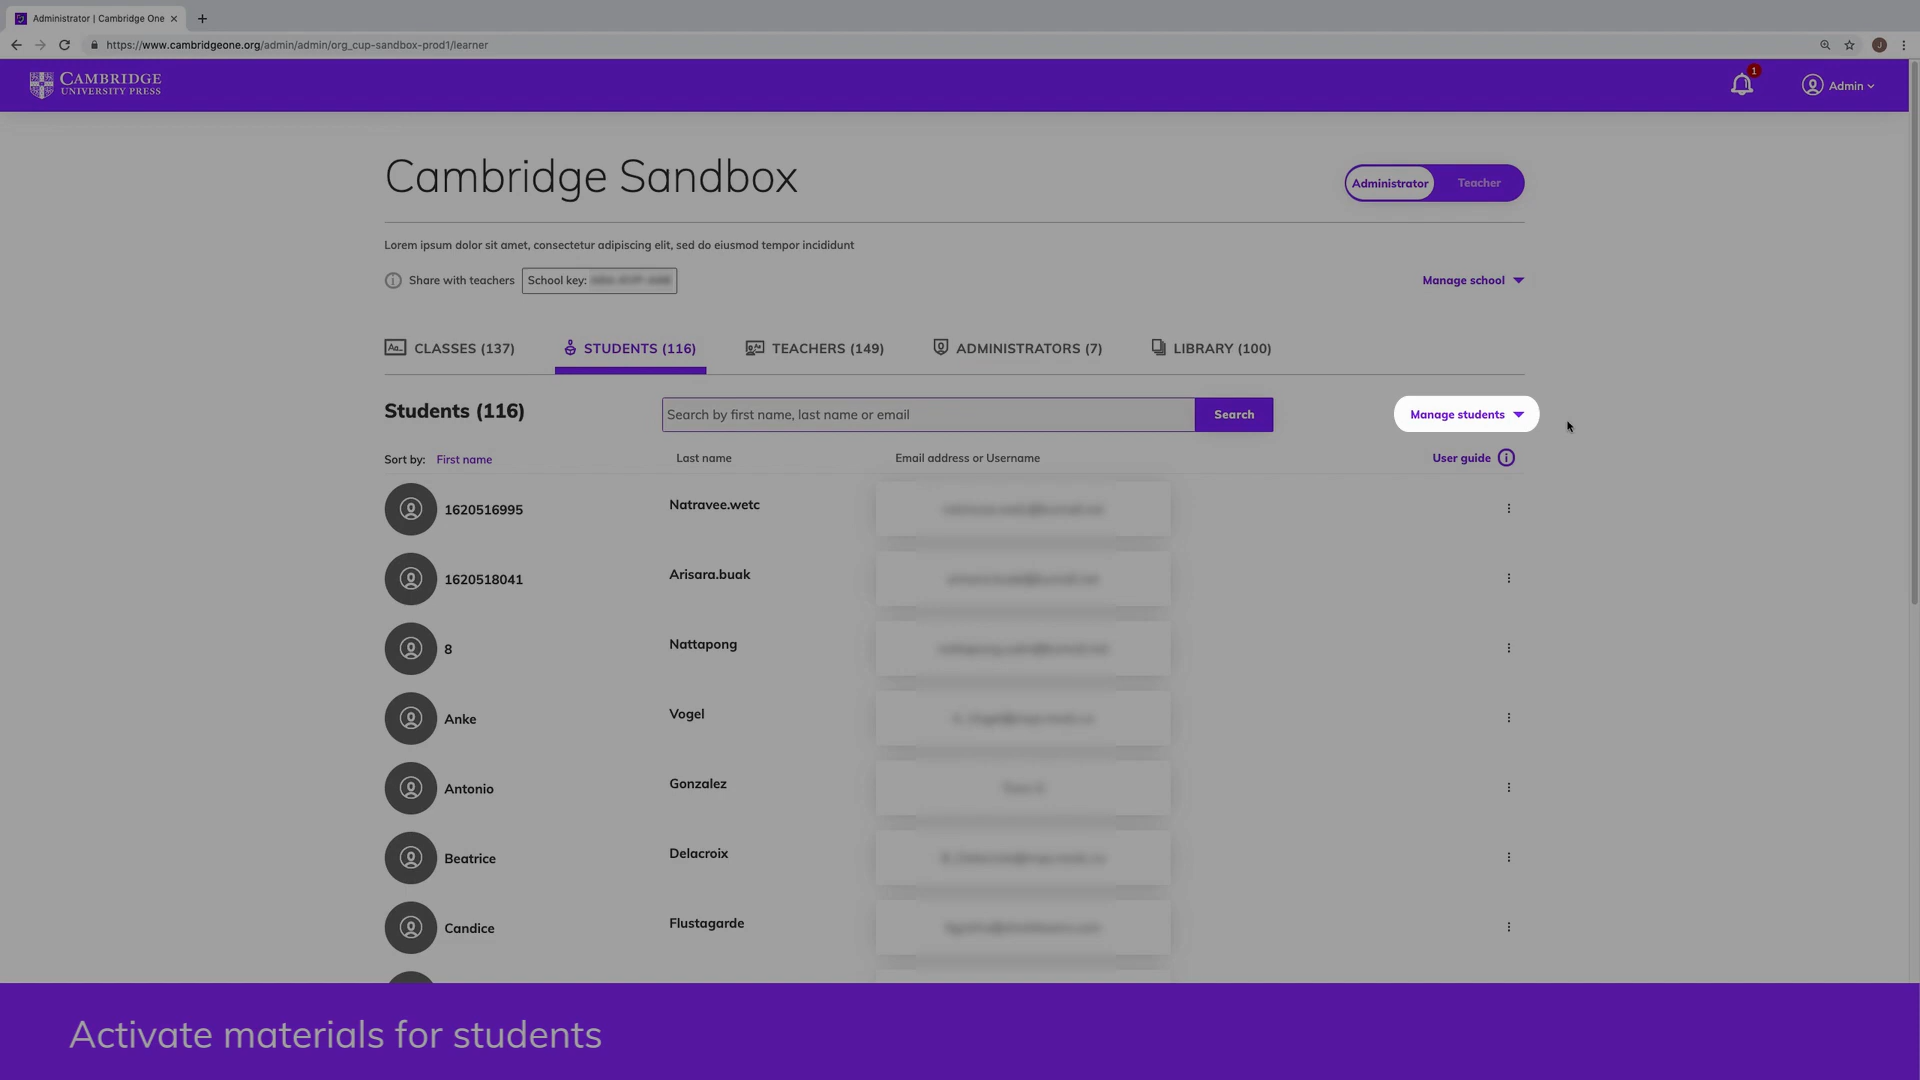 Administrator | Cambridge One
https://www.cambridgeone.org/admin/admin/org_cup-sandbox-prod1/learner
J
CAMBRIDGE
UNIVERSITY PRESS
1
Admin
Cambridge Sandbox
Administrator Teacher
Lorem ipsum dolor sit amet, consectetur adipiscing elit, sed do eiusmod tempor incididunt
Share with teachers School key:
Manage school
CLASSES (137) STUDENTS (116) TEACHERS (149) ADMINISTRATORS (7) LIBRARY (100)
Students (116) Search by first name, last name or email Search Manage students
Sort by: First name Last name Email address or Username User guide
1620516995 Natravee.wetc
1620518041 Arisara.buak
8 Nattapong
Anke Vogel
Antonio Gonzalez
Beatrice Delacroix
Candice Flustagarde
Activate materials for students